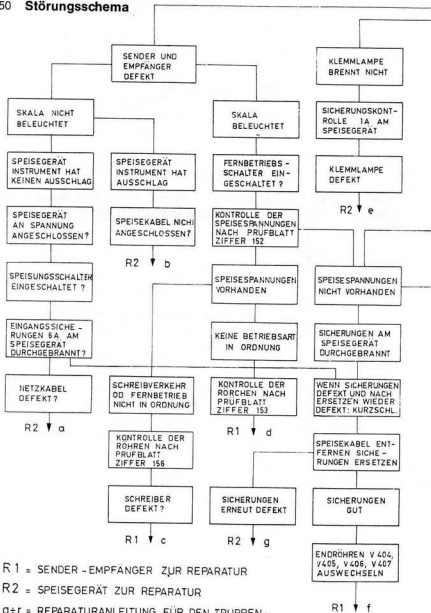 50 Störungsschema
SENDER UND
EMPFÄNGER
DEFEKT
KLEMMLAMPE
BRENNT NICHT
SKALA NICHT
BELEUCHTET
SKALA
BELEUCHTET
SICHERUNGSKONT-
ROLLE 1A AM
SPEISEGERÄT
SPEISEGERÄT
INSTRUMENT HAT
KEINEN AUSSCHLAG
SPEISEGERÄT
INSTRUMENT HAT
AUSSCHLAG
FERNBETRIEBS-
SCHALTER EIN-
GESCHALTET?
KLEMMLAMPE
DEFEKT
R2 e
SPEISEGERÄT
AN SPANNUNG
ANGESCHLOSSEN?
SPEISEKABEL NICHT
ANGESCHLOSSEN?
R2 b
KONTROLLE DER
SPEISESPANNUNGEN
NACH PRÜFBLATT
ZIFFER 152
SPEISUNGSSCHALTER
EINGESCHALTET ?
SPEISESPANNUNGEN
VORHANDEN
SPEISESPANNUNGEN
NICHT VORHANDEN
EINGANGSSICHE-
RUNGEN 6A AM
SPEISEGERÄT
DURCHGEBRANNT?
KEINE BETRIEBSART
IN ORDNUNG
SICHERUNGEN AM
SPEISEGERÄT
DURCHGEBRANNT
NETZKABEL
DEFEKT?
R2 a
SCHREIBVERKEHR
OD FERNBETRIEB
NICHT IN ORDNUNG
KONTROLLE DER
RÖHREN NACH
PRÜFBLATT
ZIFFER 153
R1 d
WENN SICHERUNGEN
DEFEKT UND NACH
ERSETZEN WIEDER
DEFEKT: KURZSCHL.
KONTROLLE DER
RÖHREN NACH
PRÜFBLATT
ZIFFER 156
SPEISEKABEL ENT-
FERNEN SICHE-
RUNGEN ERSETZEN
SCHREIBER
DEFEKT?
R1 c
SICHERUNGEN
ERNEUT DEFEKT
R2 g
SICHERUNGEN
GUT
ENDRÖHREN V404,
V405, V406, V407
AUSWECHSELN
R1 f
R1 = SENDER-EMPFÄNGER ZUR REPARATUR
R2 = SPEISEGERÄT ZUR REPARATUR
a÷r = REPARATURANLEITUNG FÜR DEN TRUPPEN-